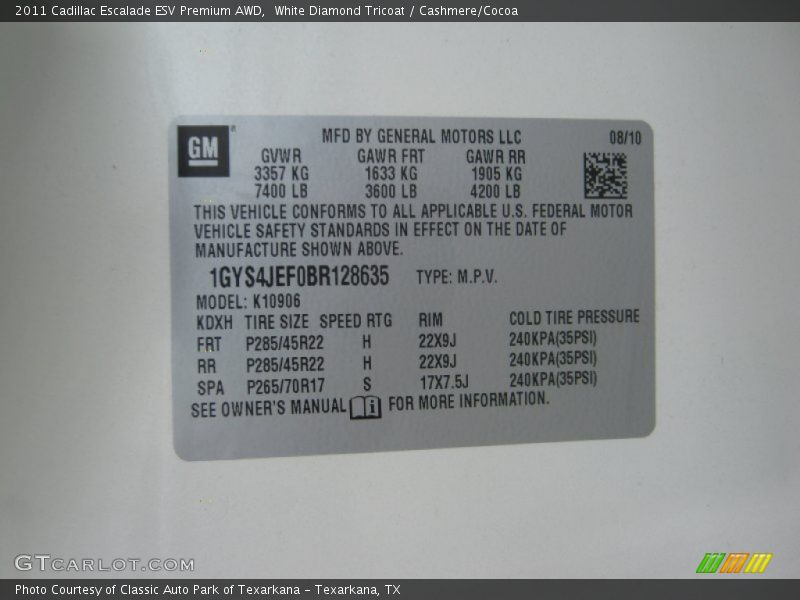 2011 Cadillac Escalade ESV Premium AWD,  White Diamond Tricoat / Cashmere/Cocoa
GM
®
MFD BY GENERAL MOTORS LLC 08/10
GVWR GAWR FRT GAWR RR
3357 KG 1633 KG 1905 KG
7400 LB 3600 LB 4200 LB
THIS VEHICLE CONFORMS TO ALL APPLICABLE U.S. FEDERAL MOTOR
VEHICLE SAFETY STANDARDS IN EFFECT ON THE DATE OF
MANUFACTURE SHOWN ABOVE.
1GYS4JEF0BR128635 TYPE: M.P.V.
MODEL: K10906
KDXH TIRE SIZE SPEED RTG RIM COLD TIRE PRESSURE
FRT P285/45R22 H 22X9J 240KPA(35PSI)
RR P285/45R22 H 22X9J 240KPA(35PSI)
SPA P265/70R17 S 17X7.5J 240KPA(35PSI)
SEE OWNER'S MANUAL i FOR MORE INFORMATION.
GTCARLOT.COM
Photo Courtesy of Classic Auto Park of Texarkana – Texarkana, TX